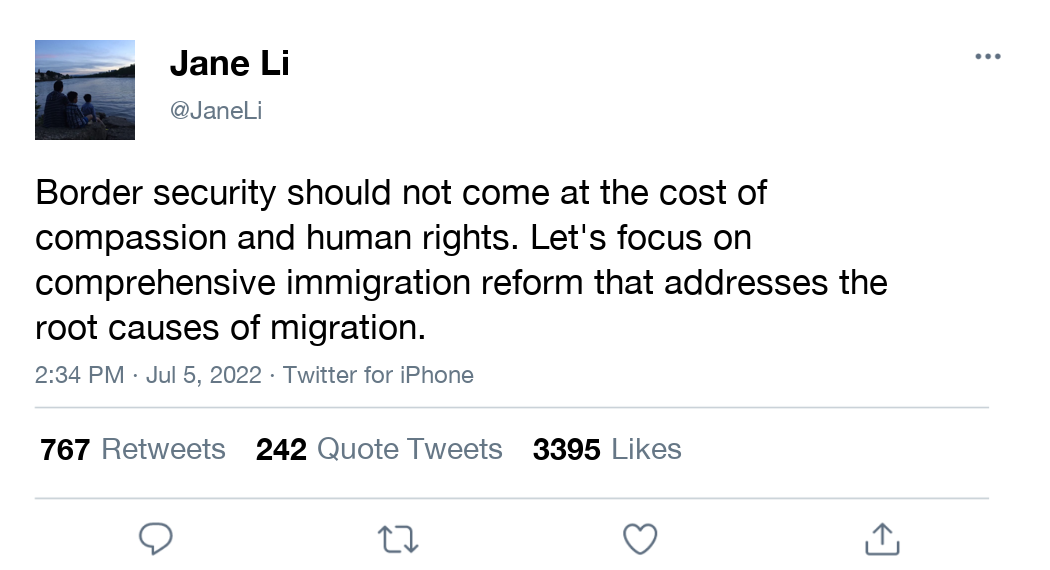 Jane Li
@JaneLi
Border security should not come at the cost of
compassion and human rights. Let's focus on
comprehensive immigration reform that addresses the
root causes of migration.
2:34 PM · Jul 5, 2022 · Twitter for iPhone
767 Retweets 242 Quote Tweets 3395 Likes